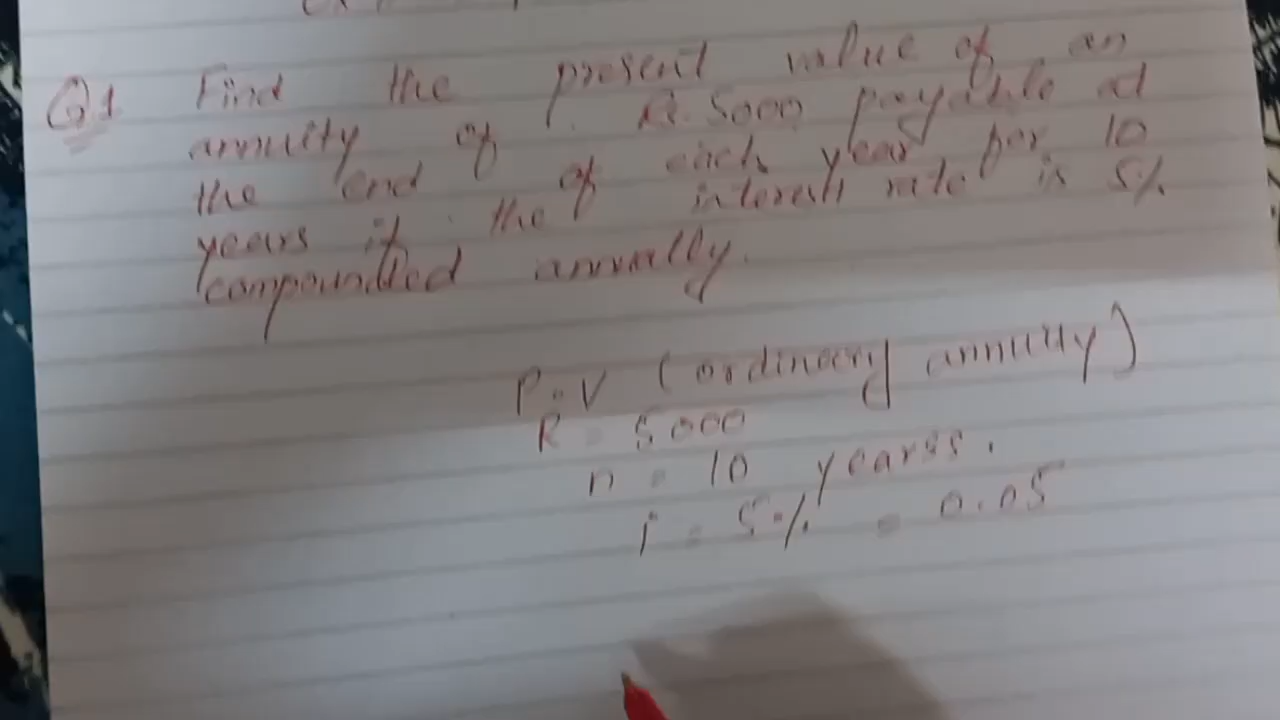 Q1 Find the present value of an
annuity of R. 5000 payable at
the end of each year for 10
years if the interest rate is 5%
compounded annually.
P.V (ordinary annuity)
R = 5000
n = 10 years.
i = 5% = 0.05